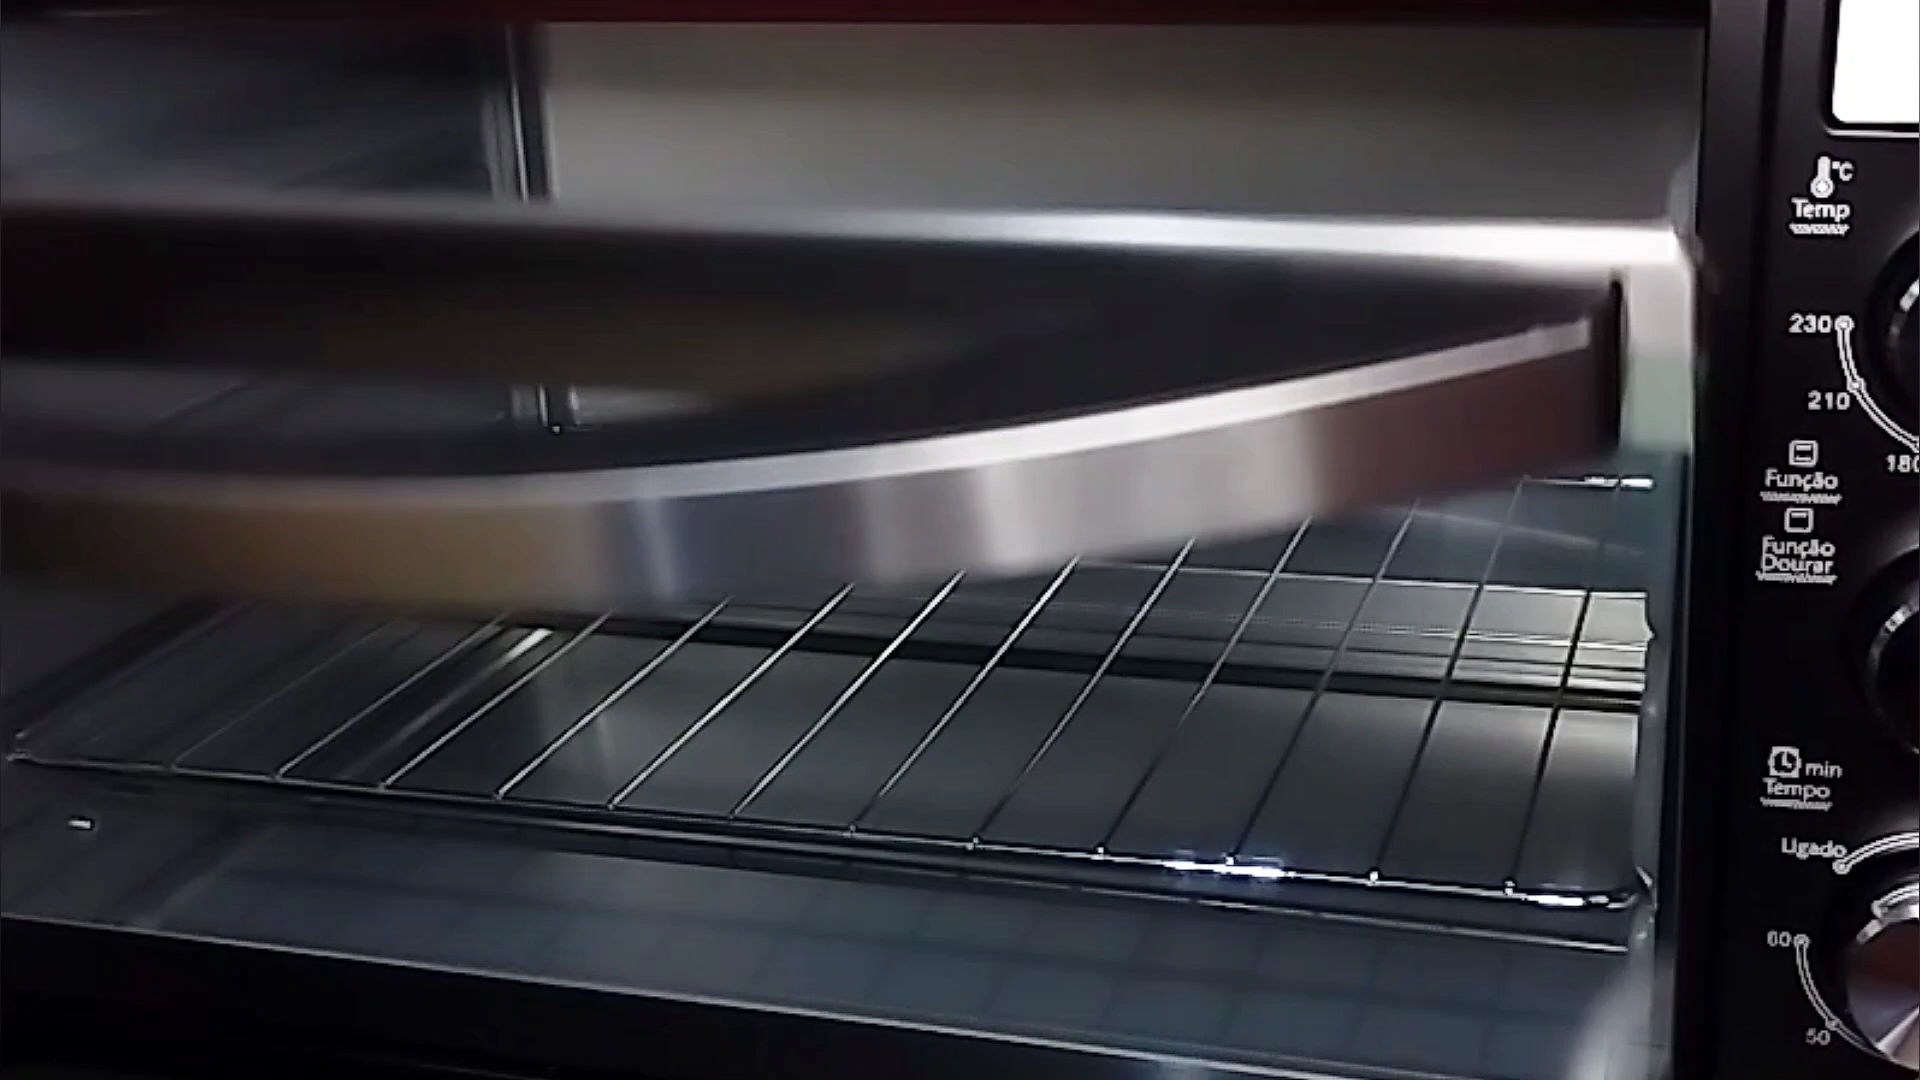 °C
Temp
230
210
180
Função
Função
Dourar
min
Tempo
Ligado
60
50